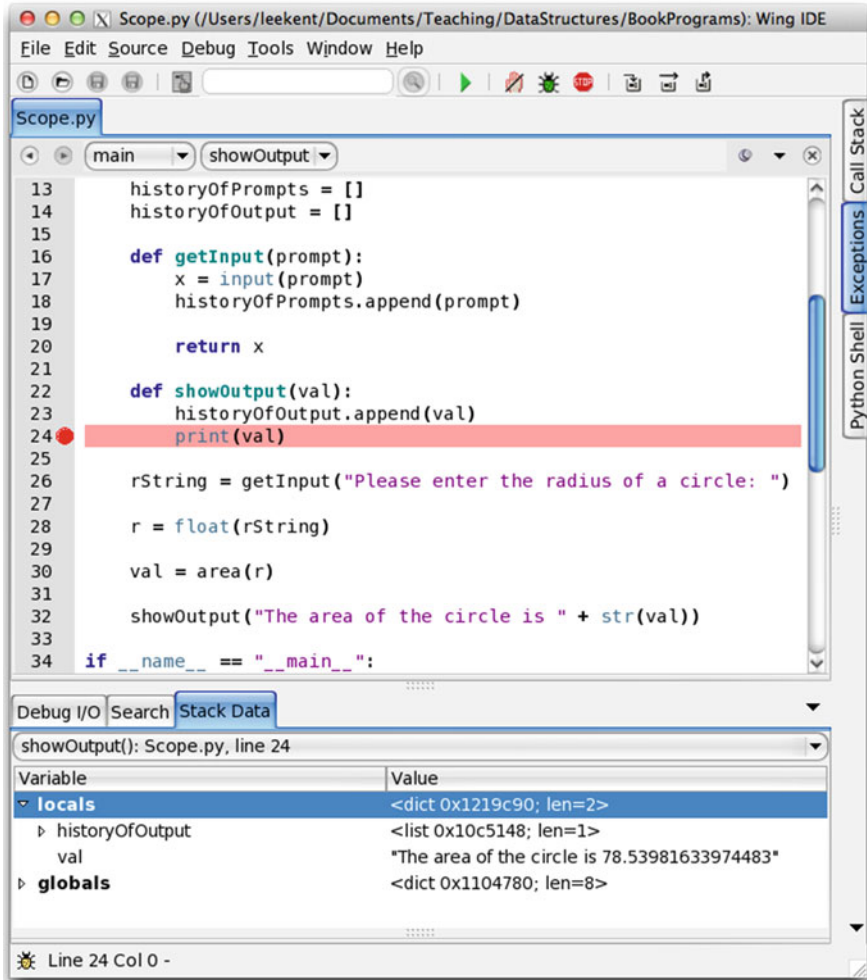 Scope.py (/Users/leekent/Documents/Teaching/DataStructures/BookPrograms): Wing IDE
File Edit Source Debug Tools Window Help
STOP
Scope.py
main showOutput
13 historyOfPrompts = []
14 historyOfOutput = []
15
16 def getInput(prompt):
17 x = input(prompt)
18 historyOfPrompts.append(prompt)
19
20 return x
21
22 def showOutput(val):
23 historyOfOutput.append(val)
24 print(val)
25
26 rString = getInput("Please enter the radius of a circle: ")
27
28 r = float(rString)
29
30 val = area(r)
31
32 showOutput("The area of the circle is " + str(val))
33
34 if __name__ == "__main__":
Call Stack
Exceptions
Python Shell
Debug I/O Search Stack Data
showOutput(): Scope.py, line 24
Variable Value
locals <dict 0x1219c90; len=2>
historyOfOutput <list 0x10c5148; len=1>
val "The area of the circle is 78.53981633974483"
globals <dict 0x1104780; len=8>
Line 24 Col 0 -